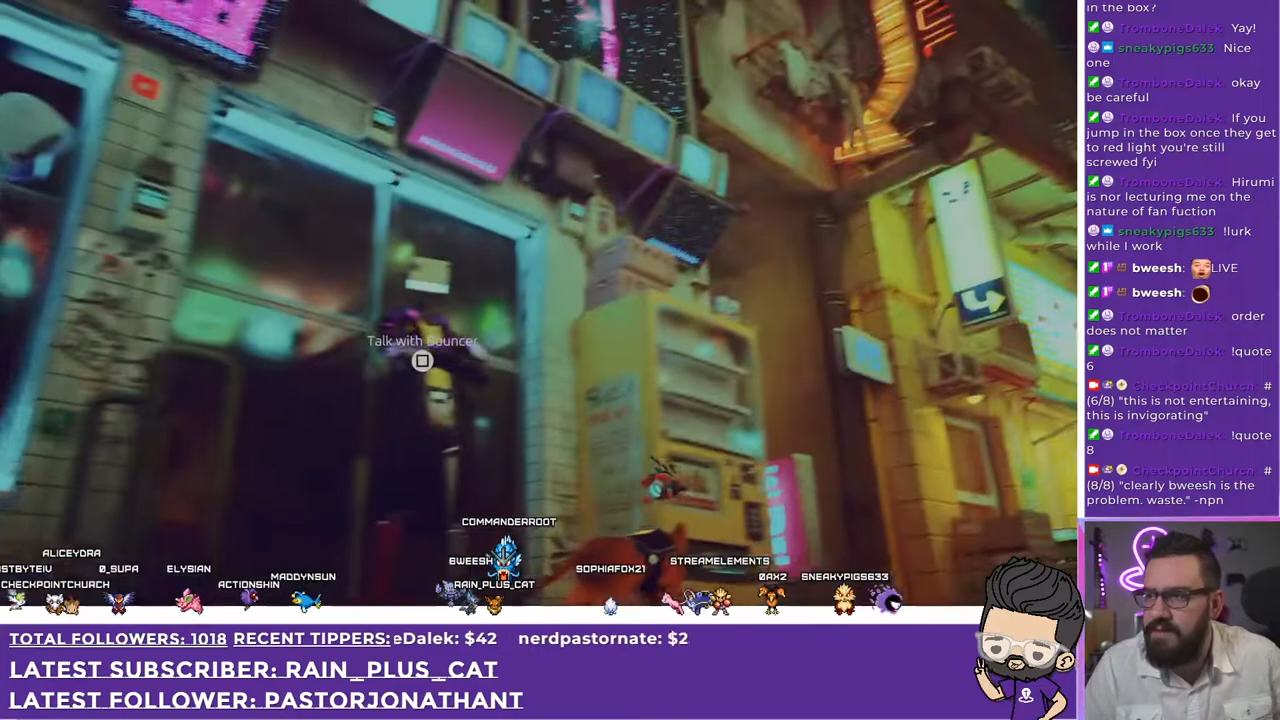 Talk with Bouncer
COMMANDERROOT
ALICEYDRA
STBYTEIV
0_SUPA
ELYSIAN
BWEESH
SOPHIAFOX21
STREAMELEMENTS
CHECKPOINTCHURCH
ACTIONSHIN
MADDYNSUN
RAIN_PLUS_CAT
0AX2
SNEAKYPIGS633
TOTAL FOLLOWERS: 1018 RECENT TIPPERS: eDalek: $42 nerdpastornate: $2
LATEST SUBSCRIBER: RAIN_PLUS_CAT
LATEST FOLLOWER: PASTORJONATHANT
in the box?
TromboneDalek Yay!
sneakypigs633 Nice
one
TromboneDalek okay
be careful
TromboneDalek If you
jump in the box once they get
to red light you're still
screwed fyi
TromboneDalek Hirumi
is nor lecturing me on the
nature of fan fuction
sneakypigs633 !lurk
while I work
bweesh: LIVE
bweesh:
TromboneDalek order
does not matter
TromboneDalek !quote
6
CheckpointChurch #
(6/8) "this is not entertaining,
this is invigorating"
TromboneDalek !quote
8
CheckpointChurch #
(8/8) "clearly bweesh is the
problem. waste." -npn